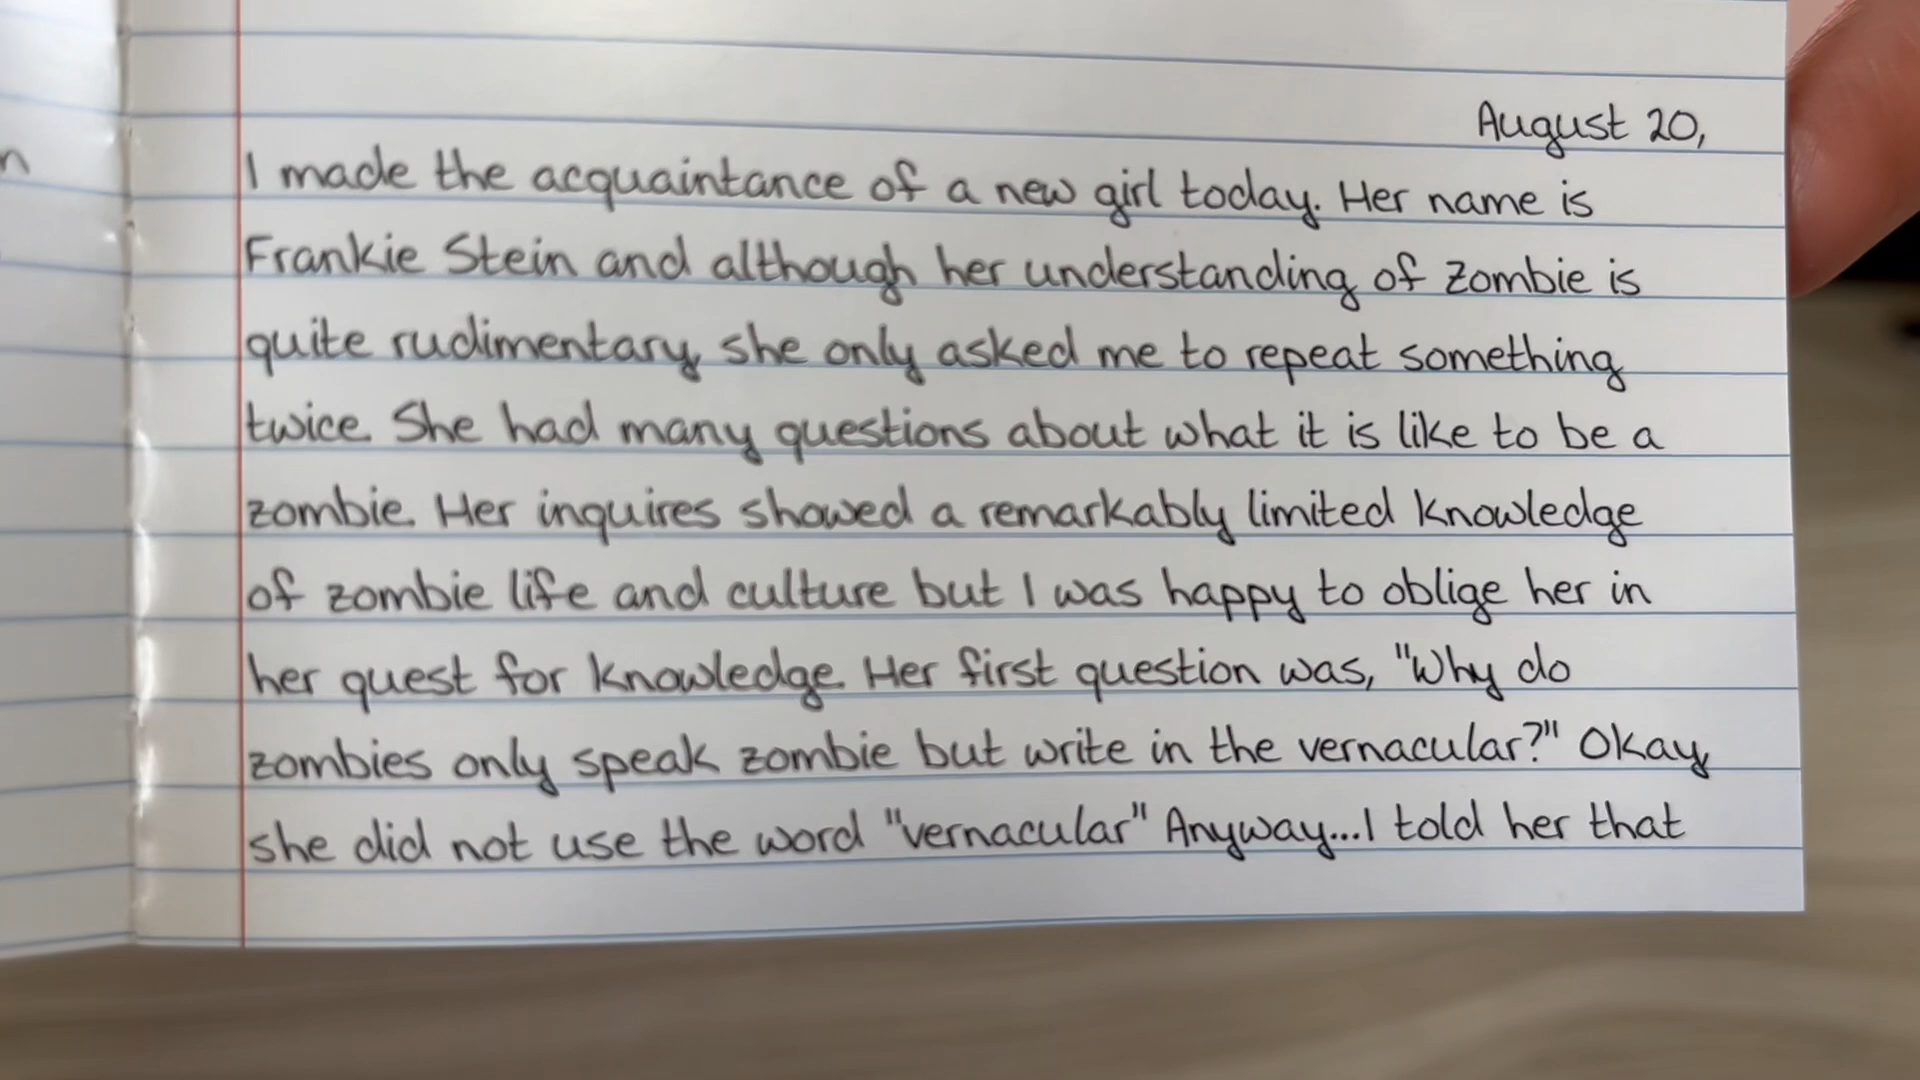 n
August 20,
I made the acquaintance of a new girl today. Her name is
Frankie Stein and although her understanding of zombie is
quite rudimentary, she only asked me to repeat something
twice. She had many questions about what it is like to be a
zombie. Her inquires showed a remarkably limited knowledge
of zombie life and culture but I was happy to oblige her in
her quest for knowledge. Her first question was, "Why do
zombies only speak zombie but write in the vernacular?" Okay,
she did not use the word "vernacular" Anyway...I told her that